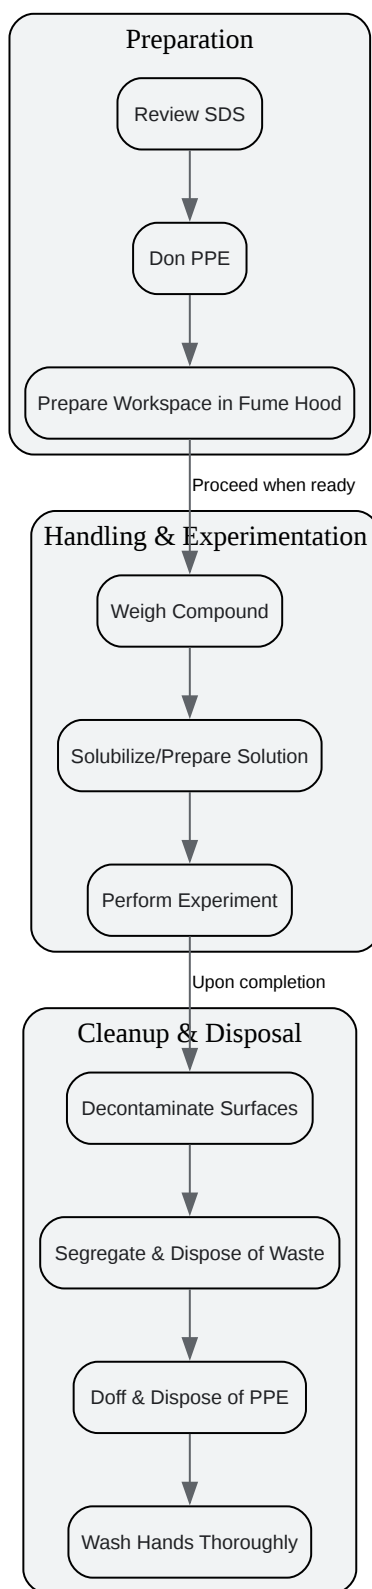 Preparation
Review SDS
Don PPE
Prepare Workspace in Fume Hood
Proceed when ready
Handling & Experimentation
Weigh Compound
Solubilize/Prepare Solution
Perform Experiment
Upon completion
Cleanup & Disposal
Decontaminate Surfaces
Segregate & Dispose of Waste
Doff & Dispose of PPE
Wash Hands Thoroughly